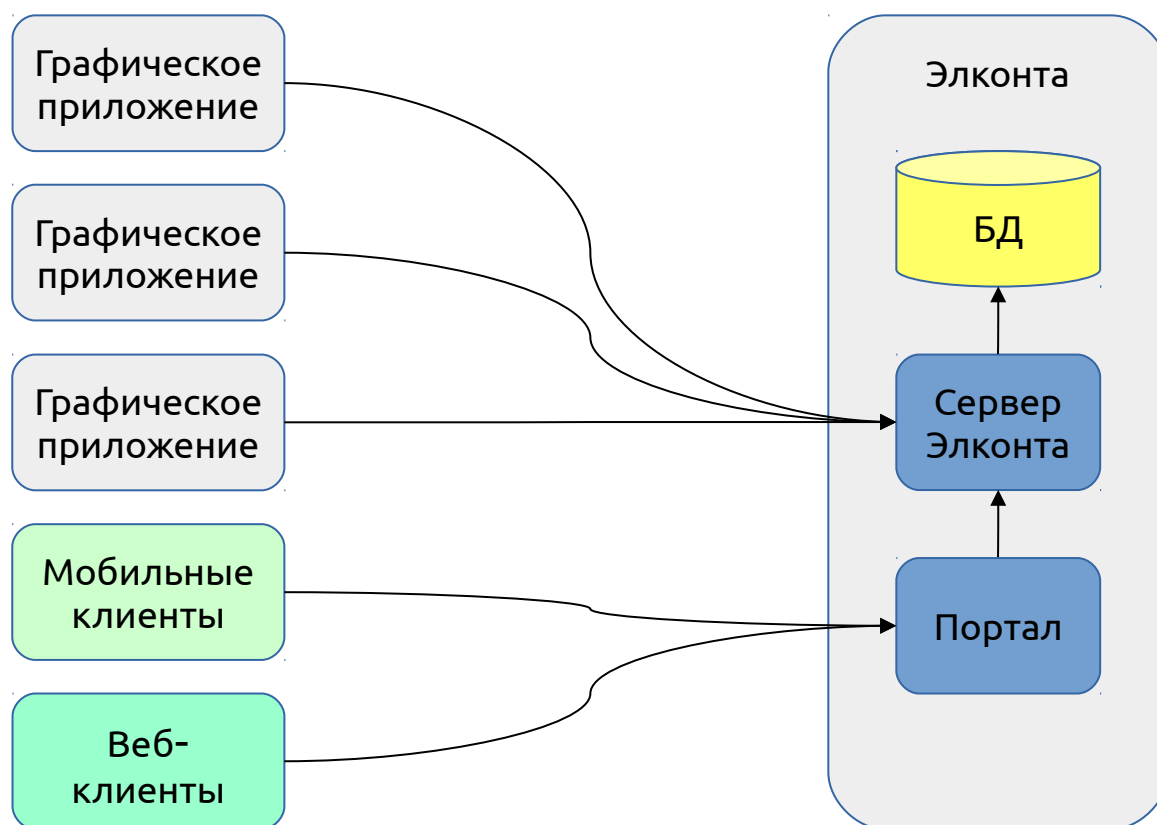 Графическое
приложение
Графическое
приложение
Графическое
приложение
Мобильные
клиенты
Веб-
клиенты
Элконта
БД
Сервер
Элконта
Портал